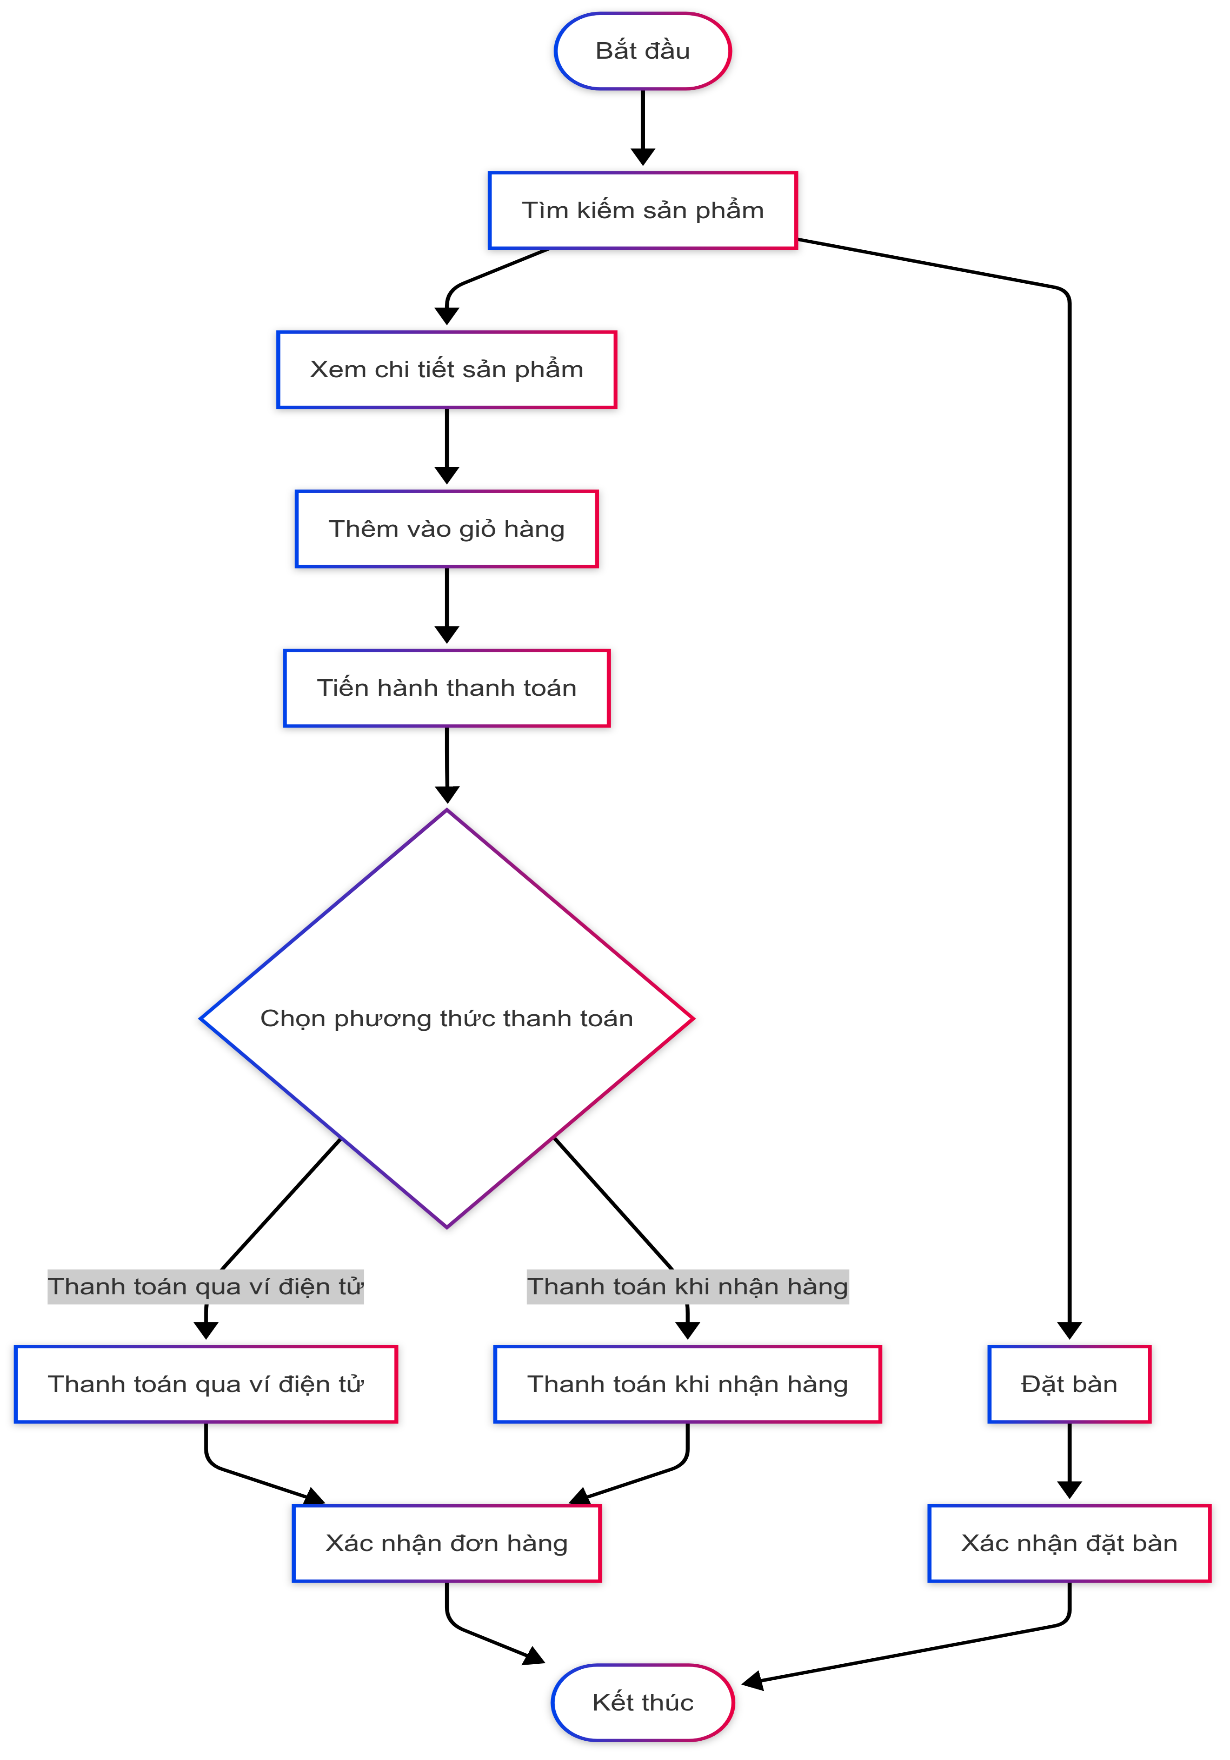 Bắt đầu
Tìm kiếm sản phẩm
Xem chi tiết sản phẩm
Thêm vào giỏ hàng
Tiến hành thanh toán
Chọn phương thức thanh toán
Thanh toán qua ví điện tử
Thanh toán khi nhận hàng
Thanh toán qua ví điện tử
Thanh toán khi nhận hàng
Đặt bàn
Xác nhận đơn hàng
Xác nhận đặt bàn
Kết thúc